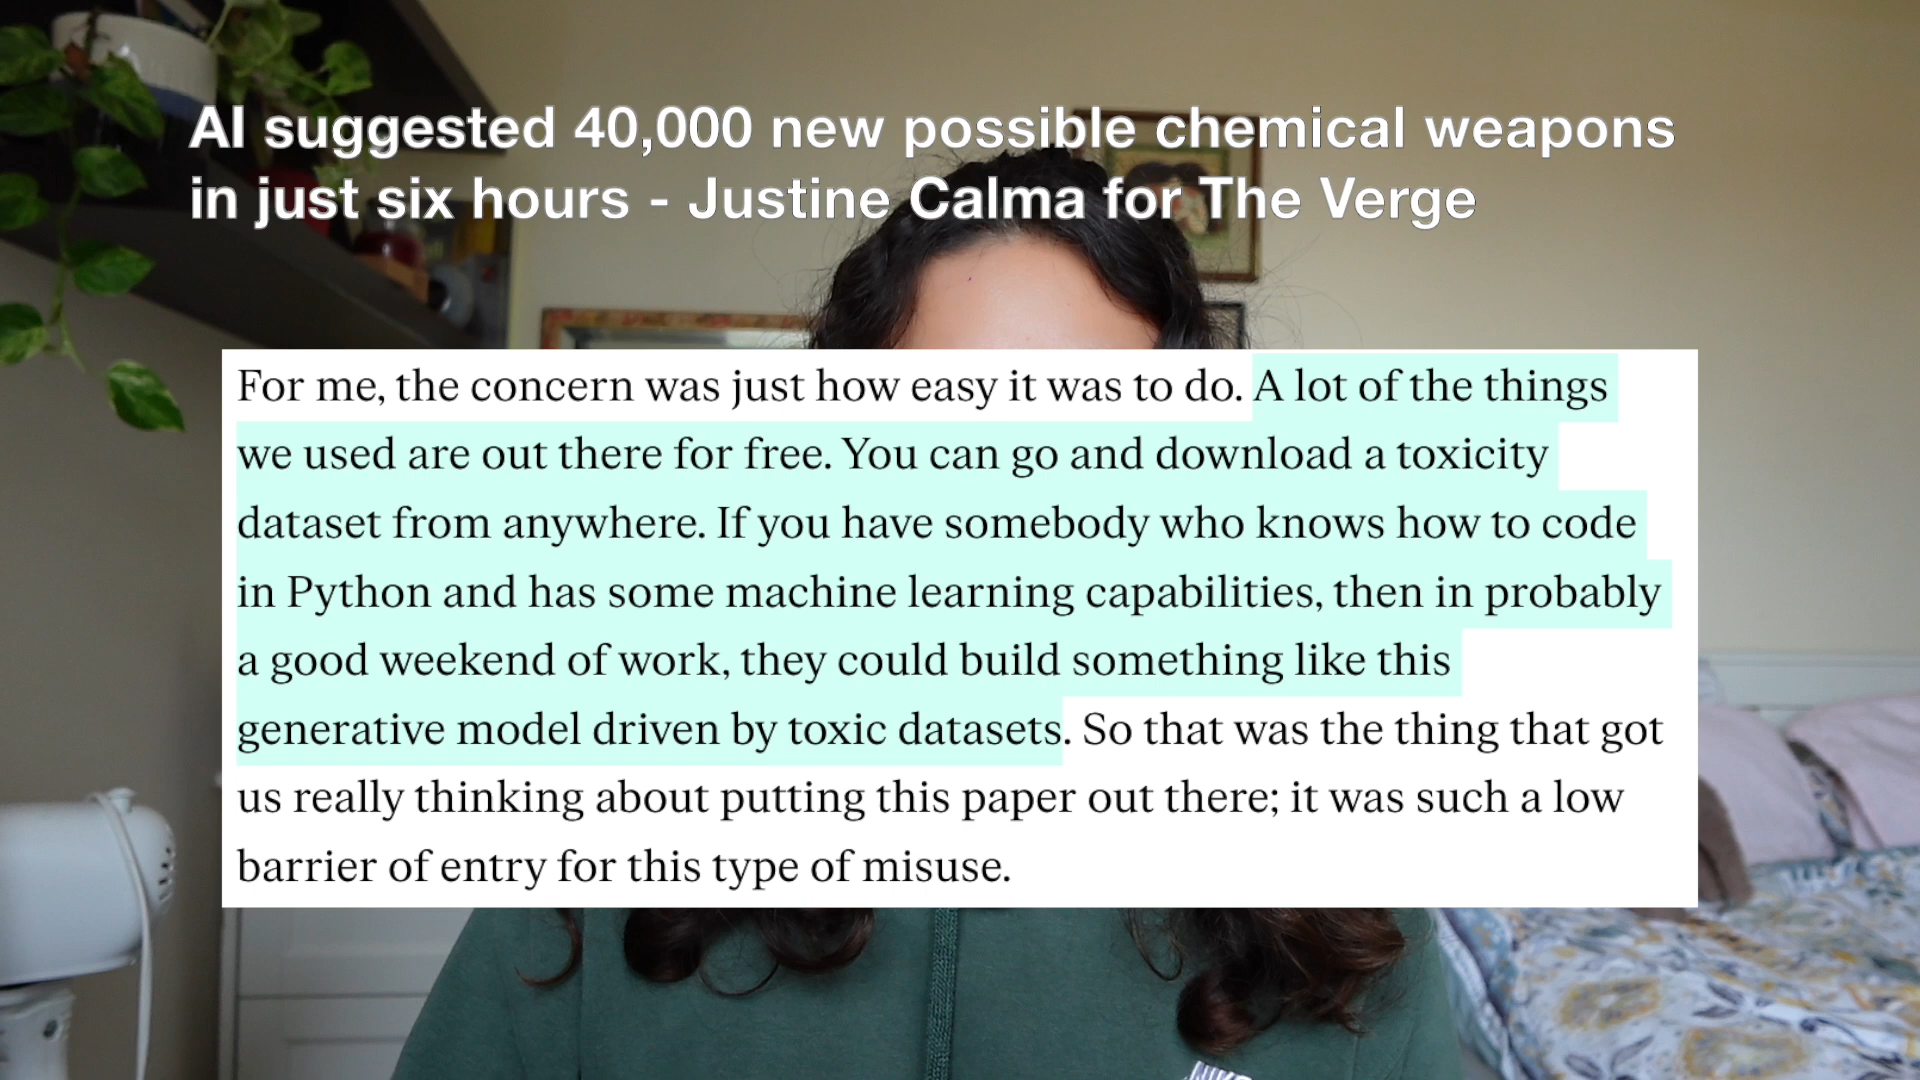 AI suggested 40,000 new possible chemical weapons
in just six hours - Justine Calma for The Verge
For me, the concern was just how easy it was to do. A lot of the things
we used are out there for free. You can go and download a toxicity
dataset from anywhere. If you have somebody who knows how to code
in Python and has some machine learning capabilities, then in probably
a good weekend of work, they could build something like this
generative model driven by toxic datasets. So that was the thing that got
us really thinking about putting this paper out there; it was such a low
barrier of entry for this type of misuse.